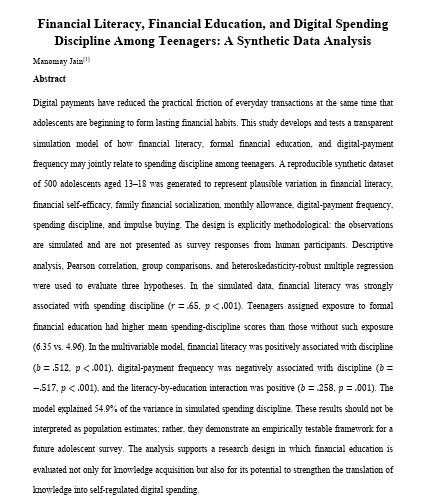 Financial Literacy, Financial Education, and Digital Spending
Discipline Among Teenagers: A Synthetic Data Analysis
Manomay Jain[1]
Abstract
Digital payments have reduced the practical friction of everyday transactions at the same time that
adolescents are beginning to form lasting financial habits. This study develops and tests a transparent
simulation model of how financial literacy, formal financial education, and digital-payment
frequency may jointly relate to spending discipline among teenagers. A reproducible synthetic dataset
of 500 adolescents aged 13–18 was generated to represent plausible variation in financial literacy,
financial self-efficacy, family financial socialization, monthly allowance, digital-payment frequency,
spending discipline, and impulse buying. The design is explicitly methodological: the observations
are simulated and are not presented as survey responses from human participants. Descriptive
analysis, Pearson correlation, group comparisons, and heteroskedasticity-robust multiple regression
were used to evaluate three hypotheses. In the simulated data, financial literacy was strongly
associated with spending discipline (r = .65, p < .001). Teenagers assigned exposure to formal
financial education had higher mean spending-discipline scores than those without such exposure
(6.35 vs. 4.96). In the multivariable model, financial literacy was positively associated with discipline
(b = .512, p < .001), digital-payment frequency was negatively associated with discipline (b =
−.517, p < .001), and the literacy-by-education interaction was positive (b = .258, p = .001). The
model explained 54.9% of the variance in simulated spending discipline. These results should not be
interpreted as population estimates; rather, they demonstrate an empirically testable framework for a
future adolescent survey. The analysis supports a research design in which financial education is
evaluated not only for knowledge acquisition but also for its potential to strengthen the translation of
knowledge into self-regulated digital spending.